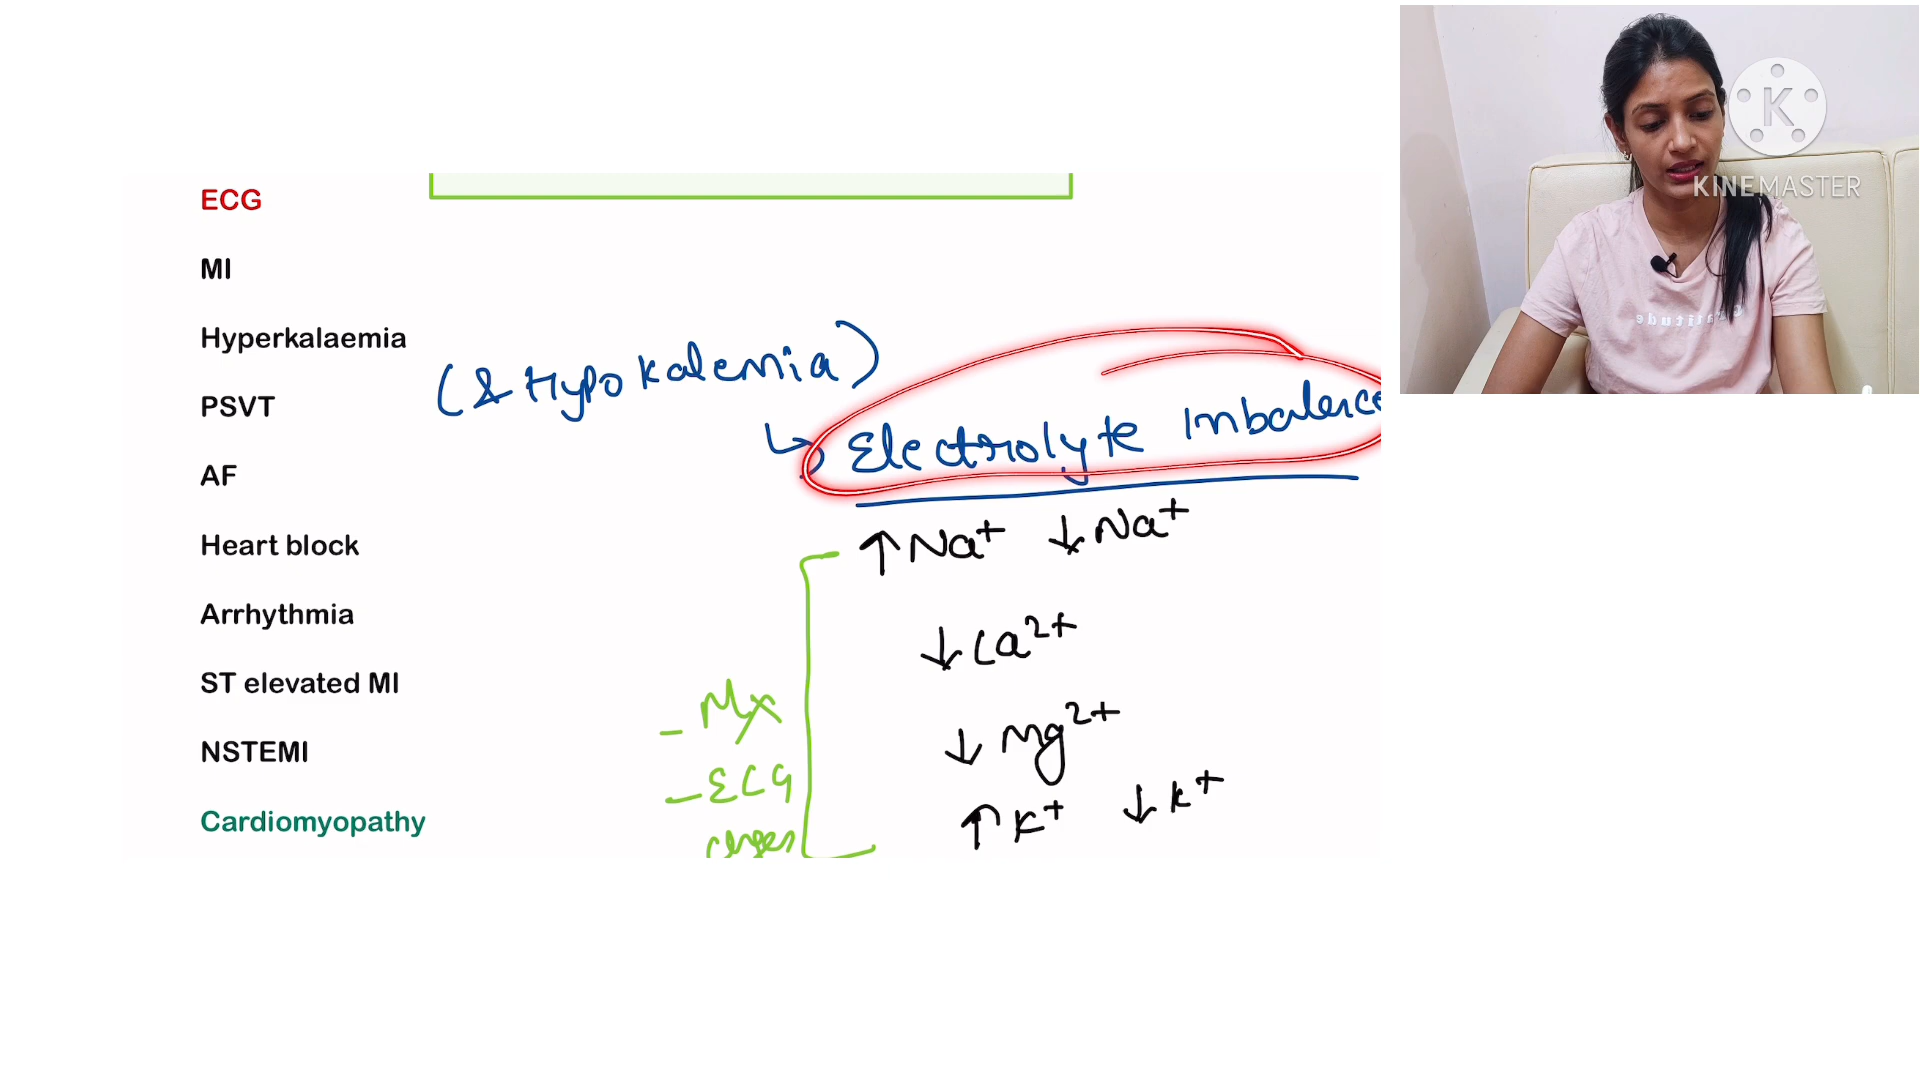 ECG
MI
Hyperkalaemia
(& Hypokalemia)
PSVT
↳ Electrolyte Imbalence
AF
↑Na+ ↓Na+
Heart block
Arrhythmia
↓Ca2+
ST elevated MI
- Mx
↓ Mg2+
NSTEMI
- ECG
↑K+ ↓K+
Cardiomyopathy
K
KINEMASTER